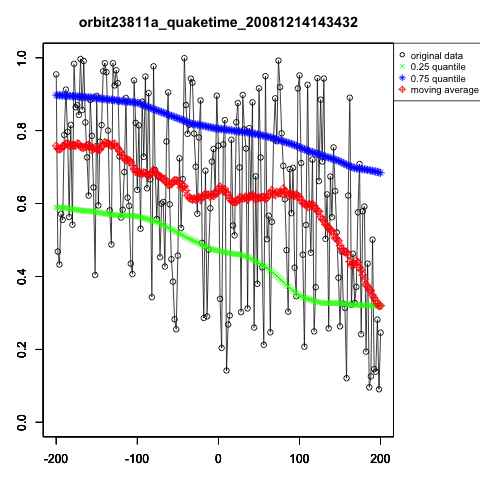 orbit23811a_quaketime_20081214143432
original data
0.25 quantile
0.75 quantile
moving average
1.0
0.8
0.6
0.4
0.2
0.0
-200
-100
0
100
200